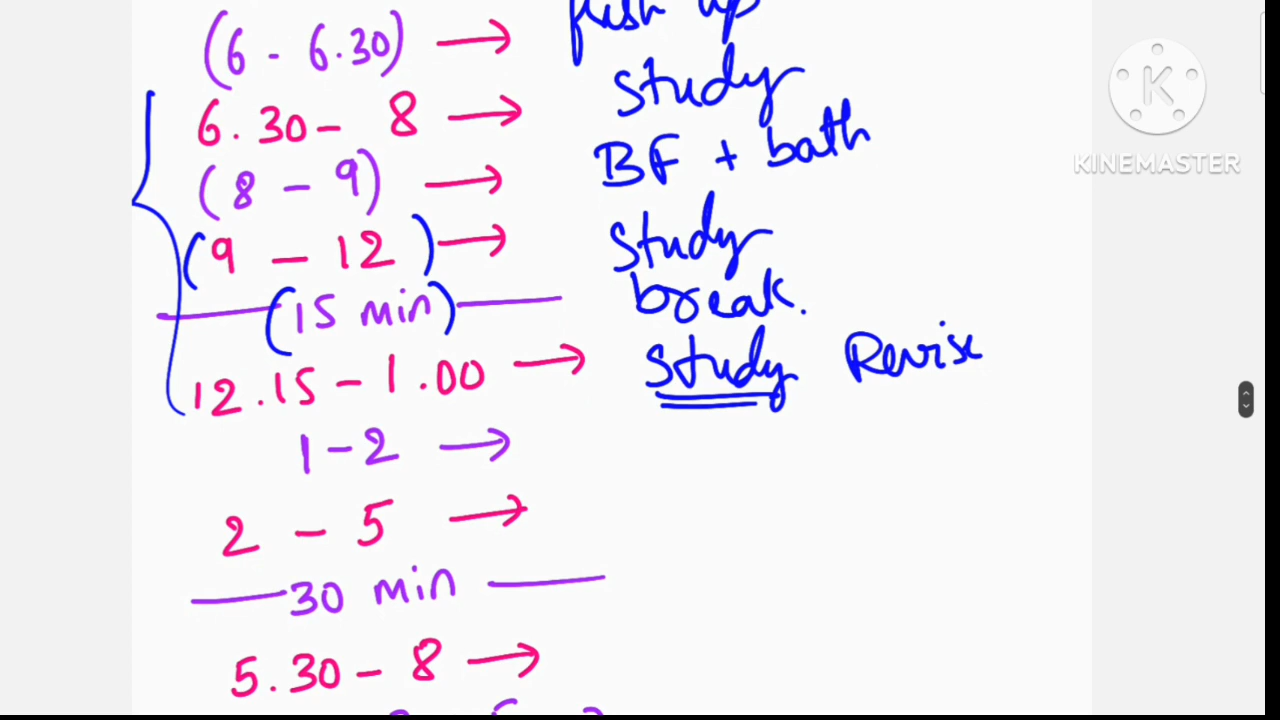 (6 - 6.30) → Push up
6.30 - 8 → Study
(8 - 9) → BF + bath
(9 - 12) → Study
(15 min) break.
12.15 - 1.00 → Study Revise
1 - 2 →
2 - 5 →
30 min
5.30 - 8 →
K
KINEMASTER